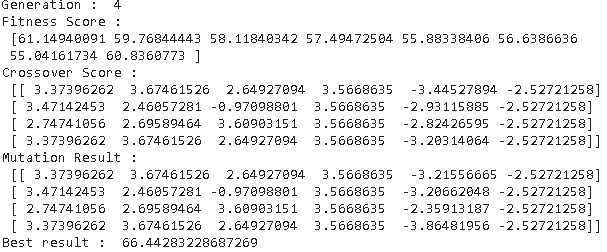 Generation :  4
Fitness Score :
[61.14940091 59.76844443 58.11840342 57.49472504 55.88338406 56.6386636
55.04161734 60.8360773 ]
Crossover Score :
[[ 3.37396262  3.67461526  2.64927094  3.5668635  -3.44527894 -2.52721258]
[ 3.47142453  2.46057281 -0.97098801  3.5668635  -2.93115885 -2.52721258]
[ 2.74741056  2.69589464  3.60903151  3.5668635  -2.82426595 -2.52721258]
[ 3.37396262  3.67461526  2.64927094  3.5668635  -3.20314064 -2.52721258]]
Mutation Result :
[[ 3.37396262  3.67461526  2.64927094  3.5668635  -3.21556665 -2.52721258]
[ 3.47142453  2.46057281 -0.97098801  3.5668635  -3.20662048 -2.52721258]
[ 2.74741056  2.69589464  3.60903151  3.5668635  -2.35913187 -2.52721258]
[ 3.37396262  3.67461526  2.64927094  3.5668635  -3.86481956 -2.52721258]]
Best result :  66.44283228687269